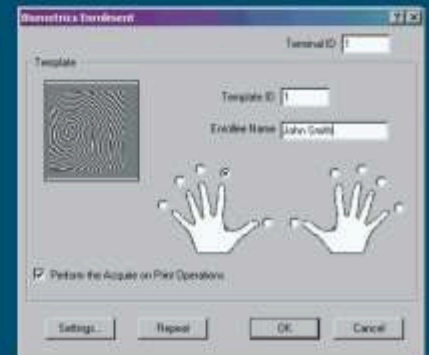 Biometrics Enrolment
Terminal ID 1
Template
Template ID 1
Enrollee Name John Smith
Perform the Acquire on Print Operations
Settings...
Repeat
OK
Cancel